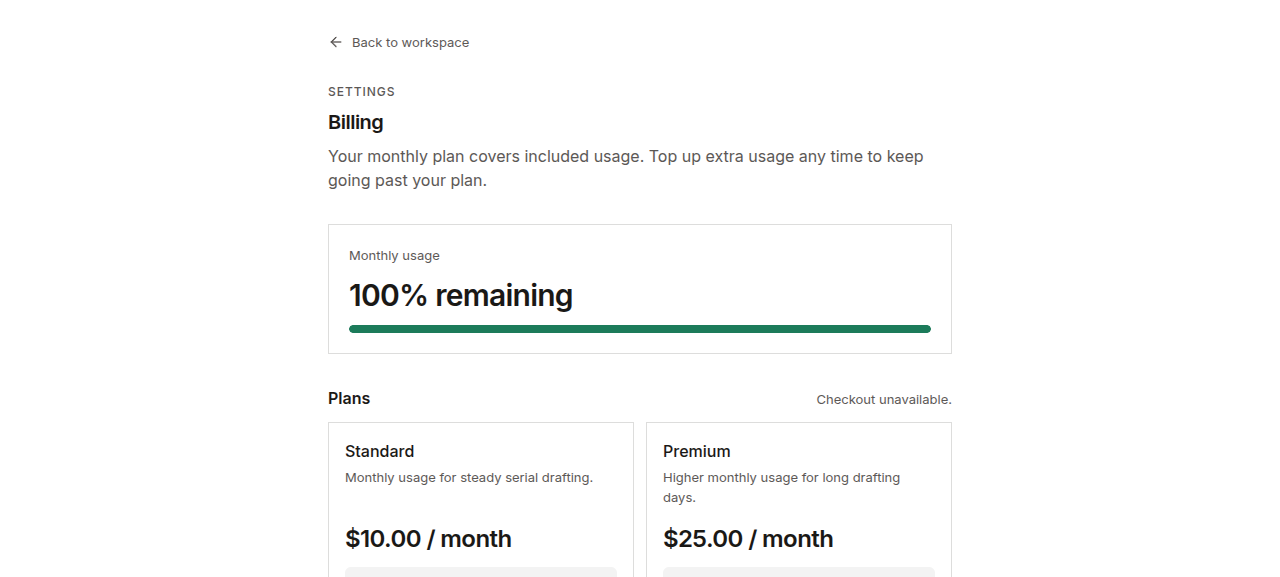 Back to workspace
SETTINGS
Billing
Your monthly plan covers included usage. Top up extra usage any time to keep
going past your plan.
Monthly usage
100% remaining
Plans
Checkout unavailable.
Standard
Monthly usage for steady serial drafting.
$10.00 / month
Premium
Higher monthly usage for long drafting
days.
$25.00 / month